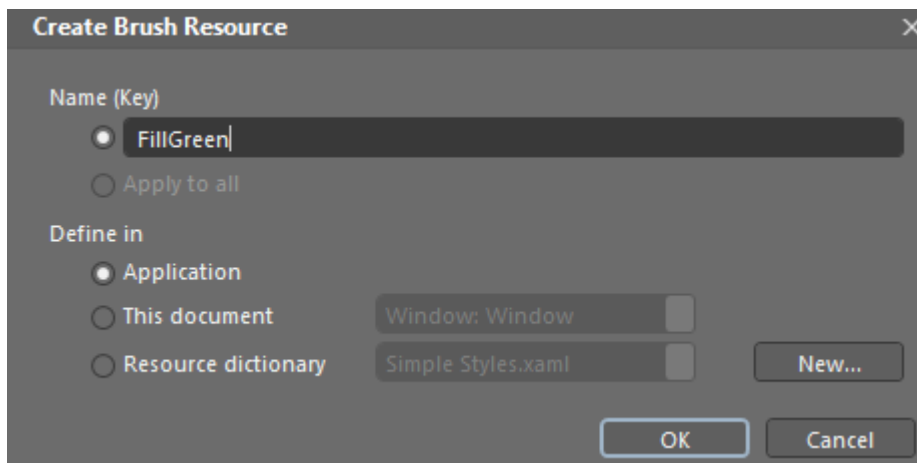 Create Brush Resource
Name (Key)
FillGreen
Apply to all
Define in
Application
This document Window: Window
Resource dictionary Simple Styles.xaml New...
OK Cancel